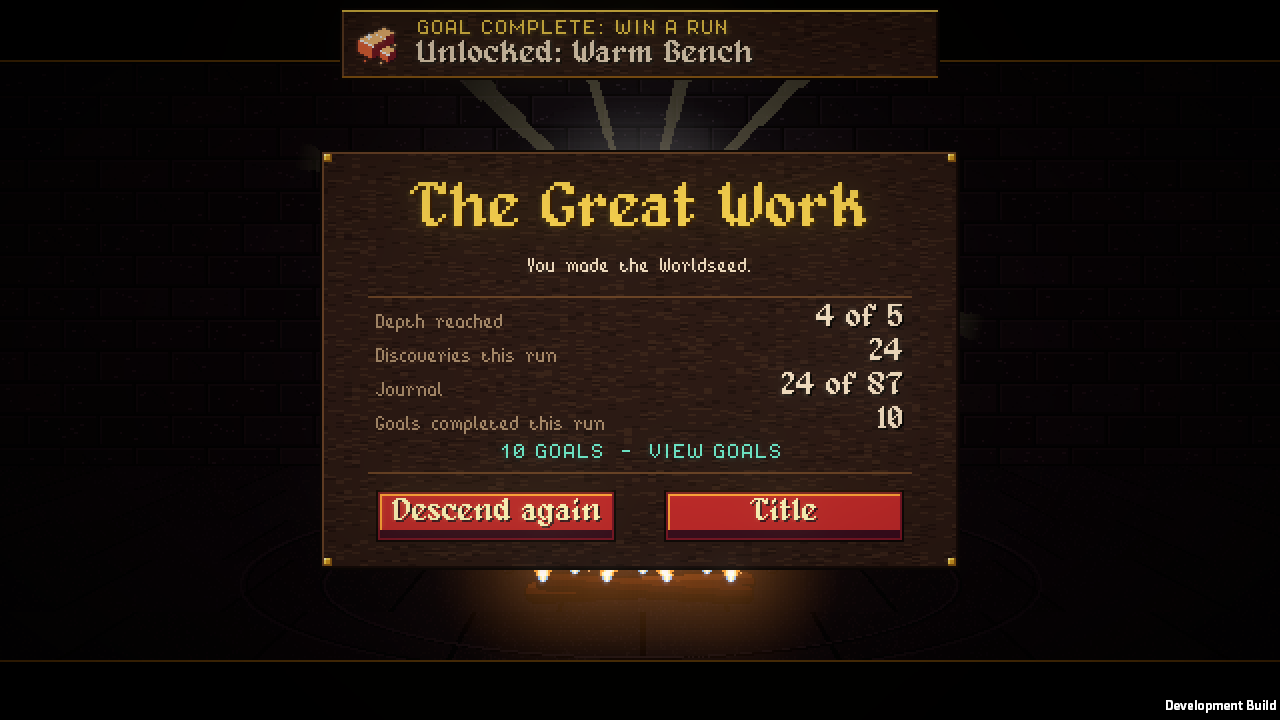 GOAL COMPLETE: WIN A RUN
Unlocked: Warm Bench
The Great Work
You made the Worldseed.
Depth reached 4 of 5
Discoveries this run 24
Journal 24 of 87
Goals completed this run 10
10 GOALS - VIEW GOALS
Descend again Title
Development Build